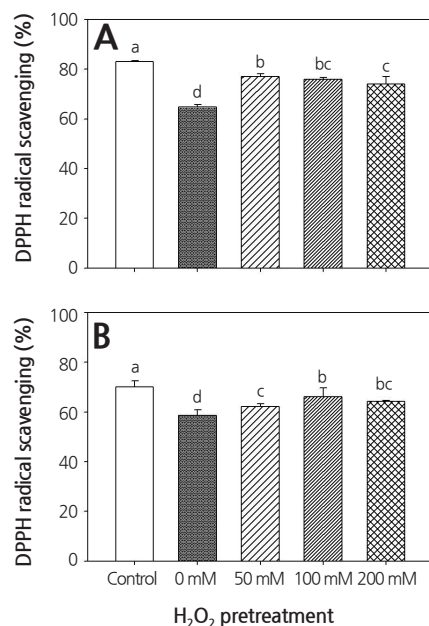 100
A
a
b
bc
c
d
80
60
40
20
0
DPPH radical scavenging (%)
100
B
a
d
c
b
bc
80
60
40
20
0
DPPH radical scavenging (%)
Control 0 mM 50 mM 100 mM 200 mM
H₂O₂ pretreatment